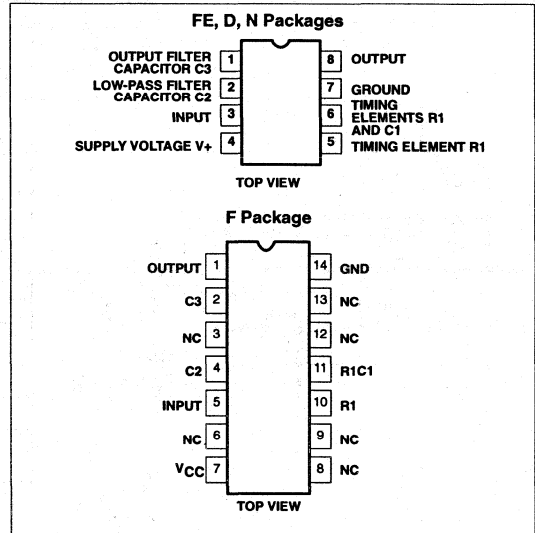 FE, D, N Packages
OUTPUT FILTER
CAPACITOR C3
1
8
OUTPUT
LOW-PASS FILTER
CAPACITOR C2
2
7
GROUND
INPUT
3
6
TIMING
ELEMENTS R1
AND C1
SUPPLY VOLTAGE V+
4
5
TIMING ELEMENT R1
TOP VIEW
F Package
OUTPUT 1
14 GND
C3 2
13 NC
NC 3
12 NC
C2 4
11 R1C1
INPUT 5
10 R1
NC 6
9 NC
VCC 7
8 NC
TOP VIEW